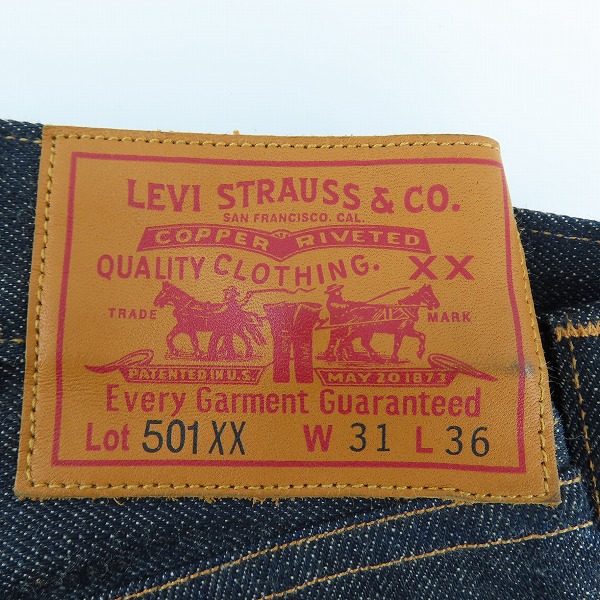 LEVI STRAUSS & CO.
SAN FRANCISCO. CAL.
COPPER RIVETED
QUALITY CLOTHING. XX
TRADE MARK
PATENTED IN U.S. MAY 20 1873
Every Garment Guaranteed
Lot 501XX W 31 L 36